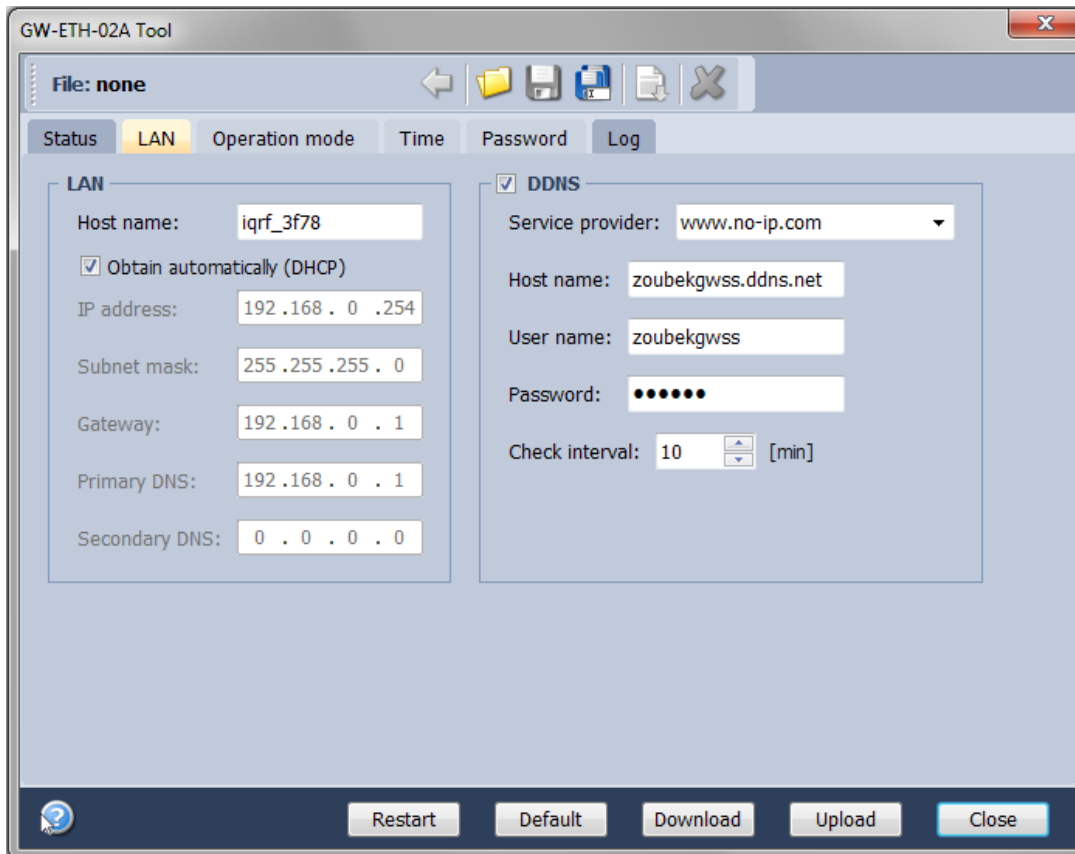 GW-ETH-02A Tool
File: none
Status LAN Operation mode Time Password Log
LAN
Host name: iqrf_3f78
Obtain automatically (DHCP)
IP address: 192 .168 . 0 .254
Subnet mask: 255 .255 .255 . 0
Gateway: 192 .168 . 0 . 1
Primary DNS: 192 .168 . 0 . 1
Secondary DNS: 0 . 0 . 0 . 0
DDNS
Service provider: www.no-ip.com
Host name: zoubekgwss.ddns.net
User name: zoubekgwss
Password: ●●●●●●
Check interval: 10 [min]
Restart Default Download Upload Close